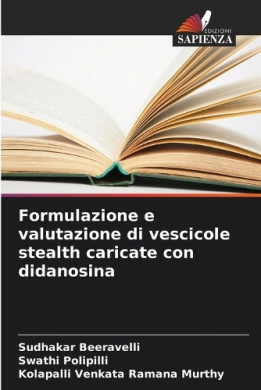 EDIZIONI
SAPIENZA
Formulazione e
valutazione di vescicole
stealth caricate con
didanosina
Sudhakar Beeravelli
Swathi Polipilli
Kolapalli Venkata Ramana Murthy